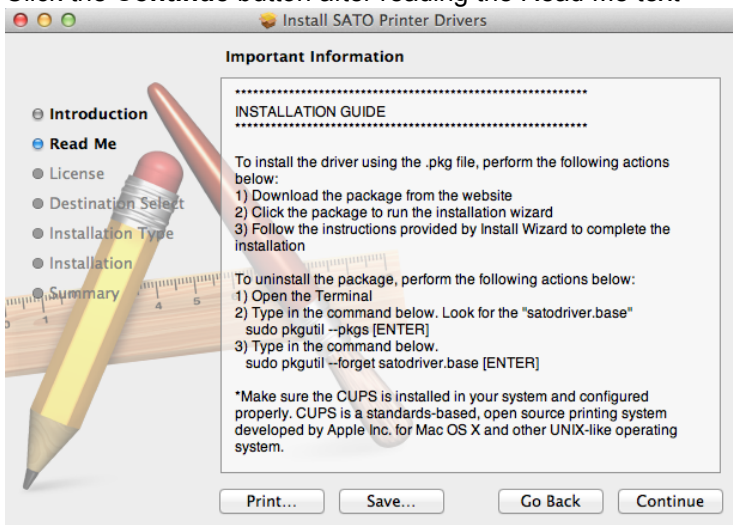 Click the Continue button after reading the Read Me text
Install SATO Printer Drivers
Important Information
Introduction
Read Me
License
Destination Select
Installation Type
Installation
Summary
************************************************************
INSTALLATION GUIDE
************************************************************
To install the driver using the .pkg file, perform the following actions
below:
1) Download the package from the website
2) Click the package to run the installation wizard
3) Follow the instructions provided by Install Wizard to complete the
installation
To uninstall the package, perform the following actions below:
1) Open the Terminal
2) Type in the command below. Look for the "satodriver.base"
sudo pkgutil --pkgs [ENTER]
3) Type in the command below.
sudo pkgutil --forget satodriver.base [ENTER]
*Make sure the CUPS is installed in your system and configured
properly. CUPS is a standards-based, open source printing system
developed by Apple Inc. for Mac OS X and other UNIX-like operating
system.
1 4 5
Print...
Save...
Go Back
Continue